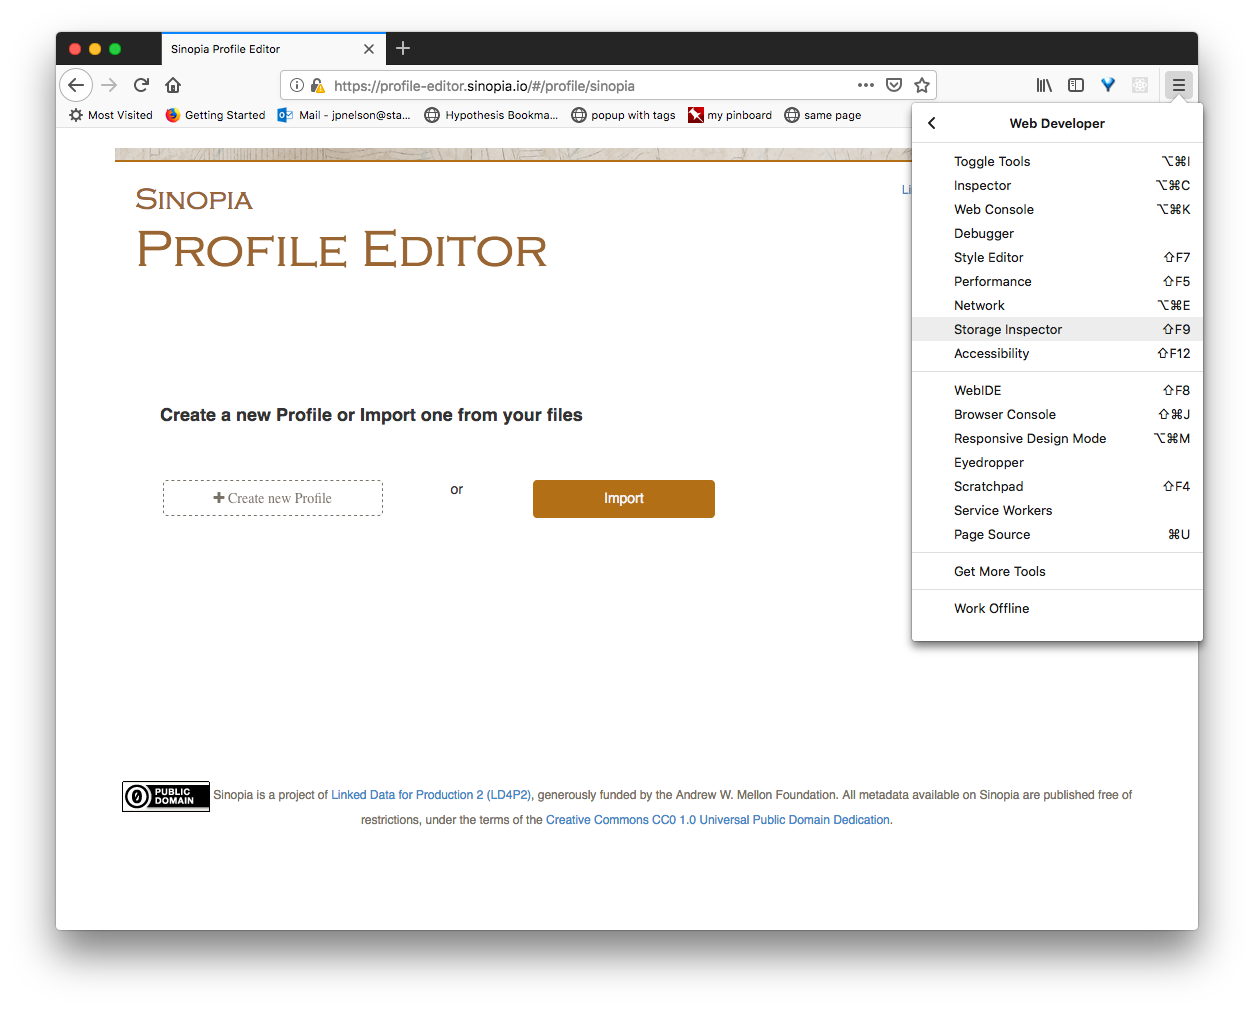 Sinopia Profile Editor
https://profile-editor.sinopia.io/#/profile/sinopia
Most Visited Getting Started Mail - jpnelson@sta... Hypothesis Bookma... popup with tags my pinboard same page
Sinopia
Profile Editor
Li
Create a new Profile or Import one from your files
Create new Profile or Import
PUBLIC DOMAIN Sinopia is a project of Linked Data for Production 2 (LD4P2), generously funded by the Andrew W. Mellon Foundation. All metadata available on Sinopia are published free of
restrictions, under the terms of the Creative Commons CC0 1.0 Universal Public Domain Dedication.
Web Developer
Toggle Tools ⌥⌘I
Inspector ⌥⌘C
Web Console ⌥⌘K
Debugger
Style Editor ⇧F7
Performance ⇧F5
Network ⌥⌘E
Storage Inspector ⇧F9
Accessibility ⇧F12
WebIDE ⇧F8
Browser Console ⇧⌘J
Responsive Design Mode ⌥⌘M
Eyedropper
Scratchpad ⇧F4
Service Workers
Page Source ⌘U
Get More Tools
Work Offline